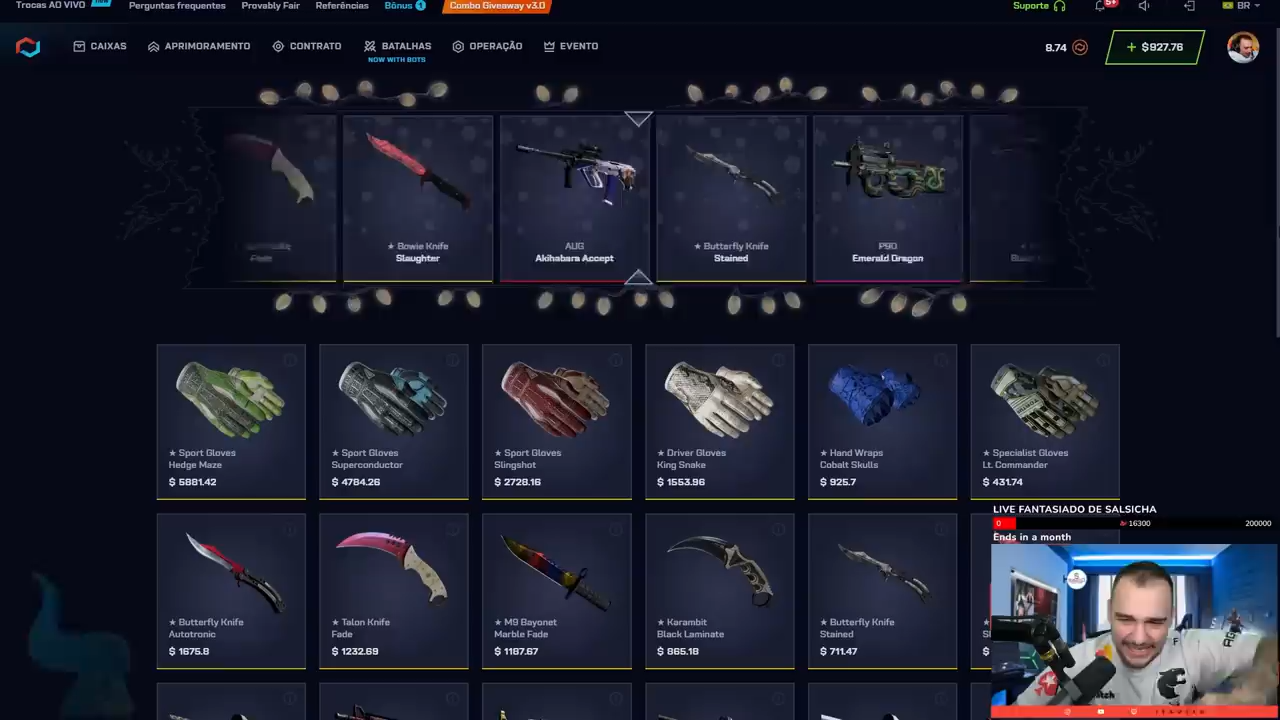 Trocas AO VIVO
Perguntas frequentes
Provably Fair
Referências
Bônus 1
Combo Giveaway v3.0
Suporte
5+
BR
CAIXAS
APRIMORAMENTO
CONTRATO
BATALHAS
NOW WITH BOTS
OPERAÇÃO
EVENTO
8.74
+ $927.76
Fade
★ Bowie Knife
Slaughter
AUG
Akihabara Accept
★ Butterfly Knife
Stained
P90
Emerald Dragon
★ Sport Gloves
Hedge Maze
$ 5881.42
★ Sport Gloves
Superconductor
$ 4784.26
★ Sport Gloves
Slingshot
$ 2728.16
★ Driver Gloves
King Snake
$ 1553.96
★ Hand Wraps
Cobalt Skulls
$ 925.7
★ Specialist Gloves
Lt. Commander
$ 431.74
★ Butterfly Knife
Autotronic
$ 1675.8
★ Talon Knife
Fade
$ 1232.69
★ M9 Bayonet
Marble Fade
$ 1187.67
★ Karambit
Black Laminate
$ 865.18
★ Butterfly Knife
Stained
$ 711.47
LIVE FANTASIADO DE SALSICHA
0
16300
200000
Ends in a month